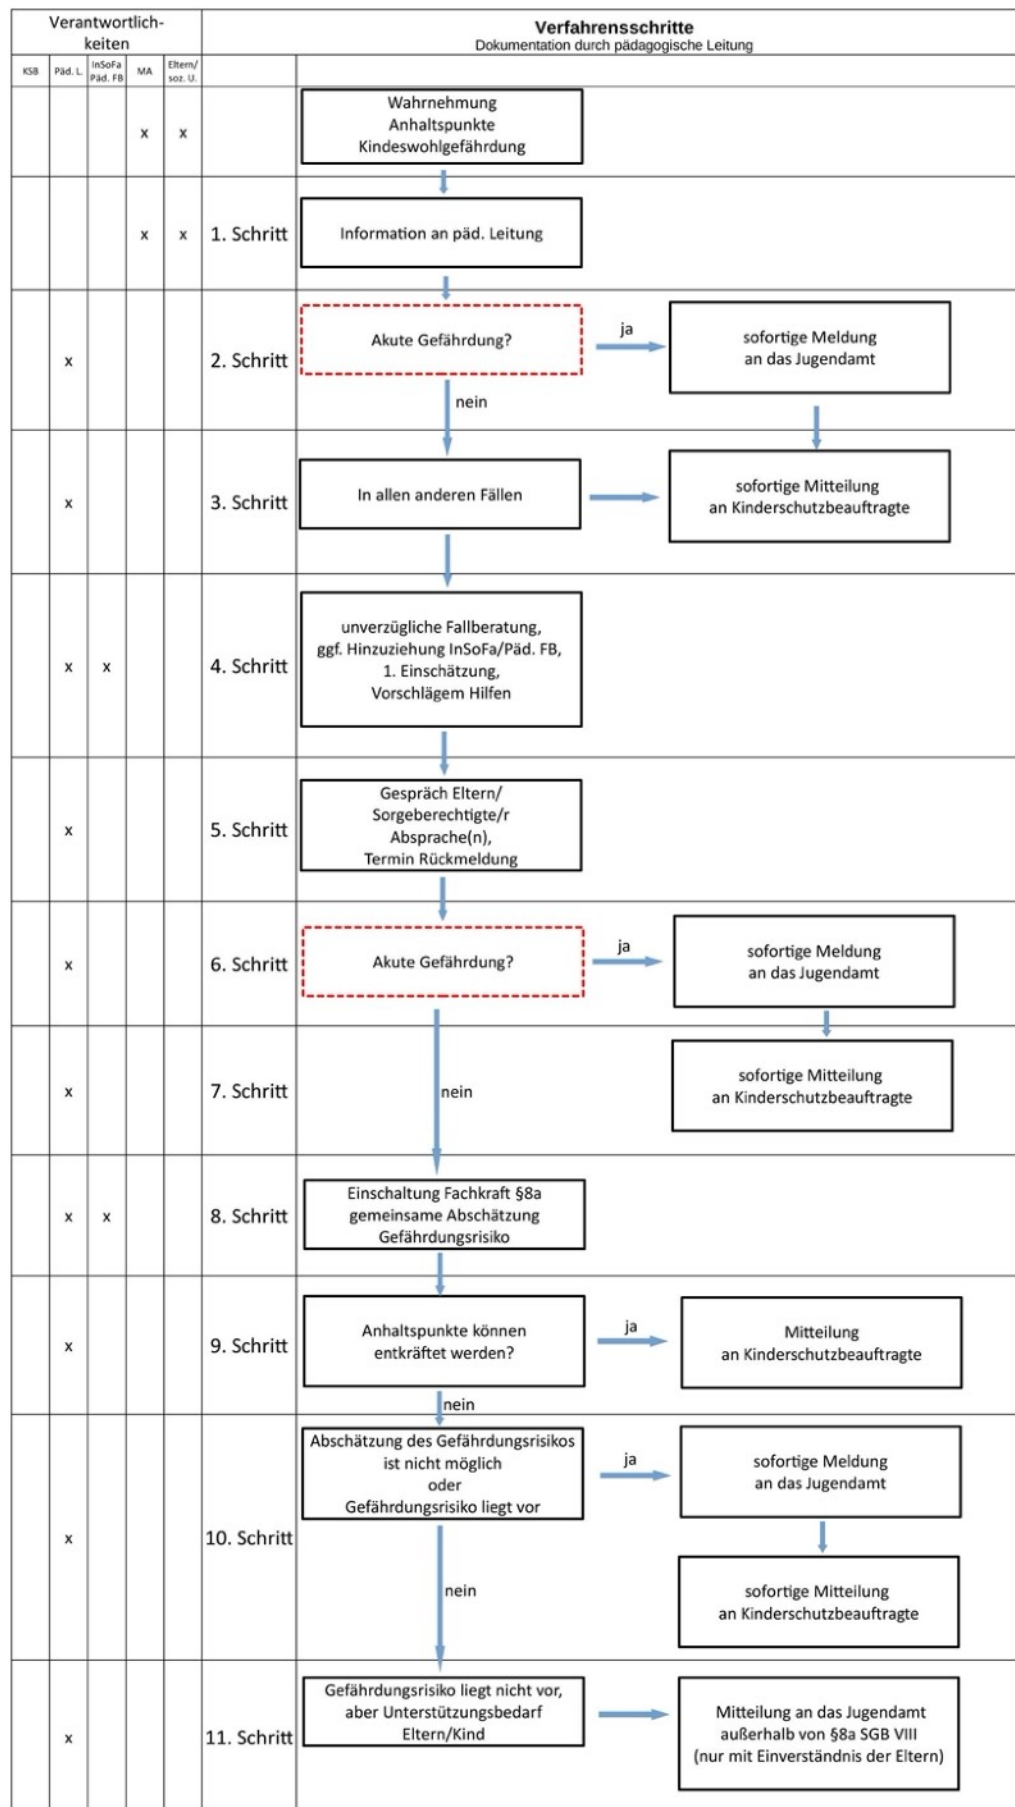 Verantwortlich-
keiten
Verfahrensschritte
Dokumentation durch pädagogische Leitung
KSB
Päd. L.
InSoFa
Päd. FB
MA
Eltern/
soz. U.
x
x
Wahrnehmung
Anhaltspunkte
Kindeswohlgefährdung
x
x
1. Schritt
Information an päd. Leitung
x
2. Schritt
Akute Gefährdung?
ja
sofortige Meldung
an das Jugendamt
nein
x
3. Schritt
In allen anderen Fällen
sofortige Mitteilung
an Kinderschutzbeauftragte
x
x
4. Schritt
unverzügliche Fallberatung,
ggf. Hinzuziehung InSoFa/Päd. FB,
1. Einschätzung,
Vorschlägem Hilfen
x
5. Schritt
Gespräch Eltern/
Sorgeberechtigte/r
Absprache(n),
Termin Rückmeldung
x
6. Schritt
Akute Gefährdung?
ja
sofortige Meldung
an das Jugendamt
x
7. Schritt
nein
sofortige Mitteilung
an Kinderschutzbeauftragte
x
x
8. Schritt
Einschaltung Fachkraft §8a
gemeinsame Abschätzung
Gefährdungsrisiko
x
9. Schritt
Anhaltspunkte können
entkräftet werden?
ja
Mitteilung
an Kinderschutzbeauftragte
nein
x
10. Schritt
Abschätzung des Gefährdungsrisikos
ist nicht möglich
oder
Gefährdungsrisiko liegt vor
ja
sofortige Meldung
an das Jugendamt
nein
sofortige Mitteilung
an Kinderschutzbeauftragte
x
11. Schritt
Gefährdungsrisiko liegt nicht vor,
aber Unterstützungsbedarf
Eltern/Kind
Mitteilung an das Jugendamt
außerhalb von §8a SGB VIII
(nur mit Einverständnis der Eltern)